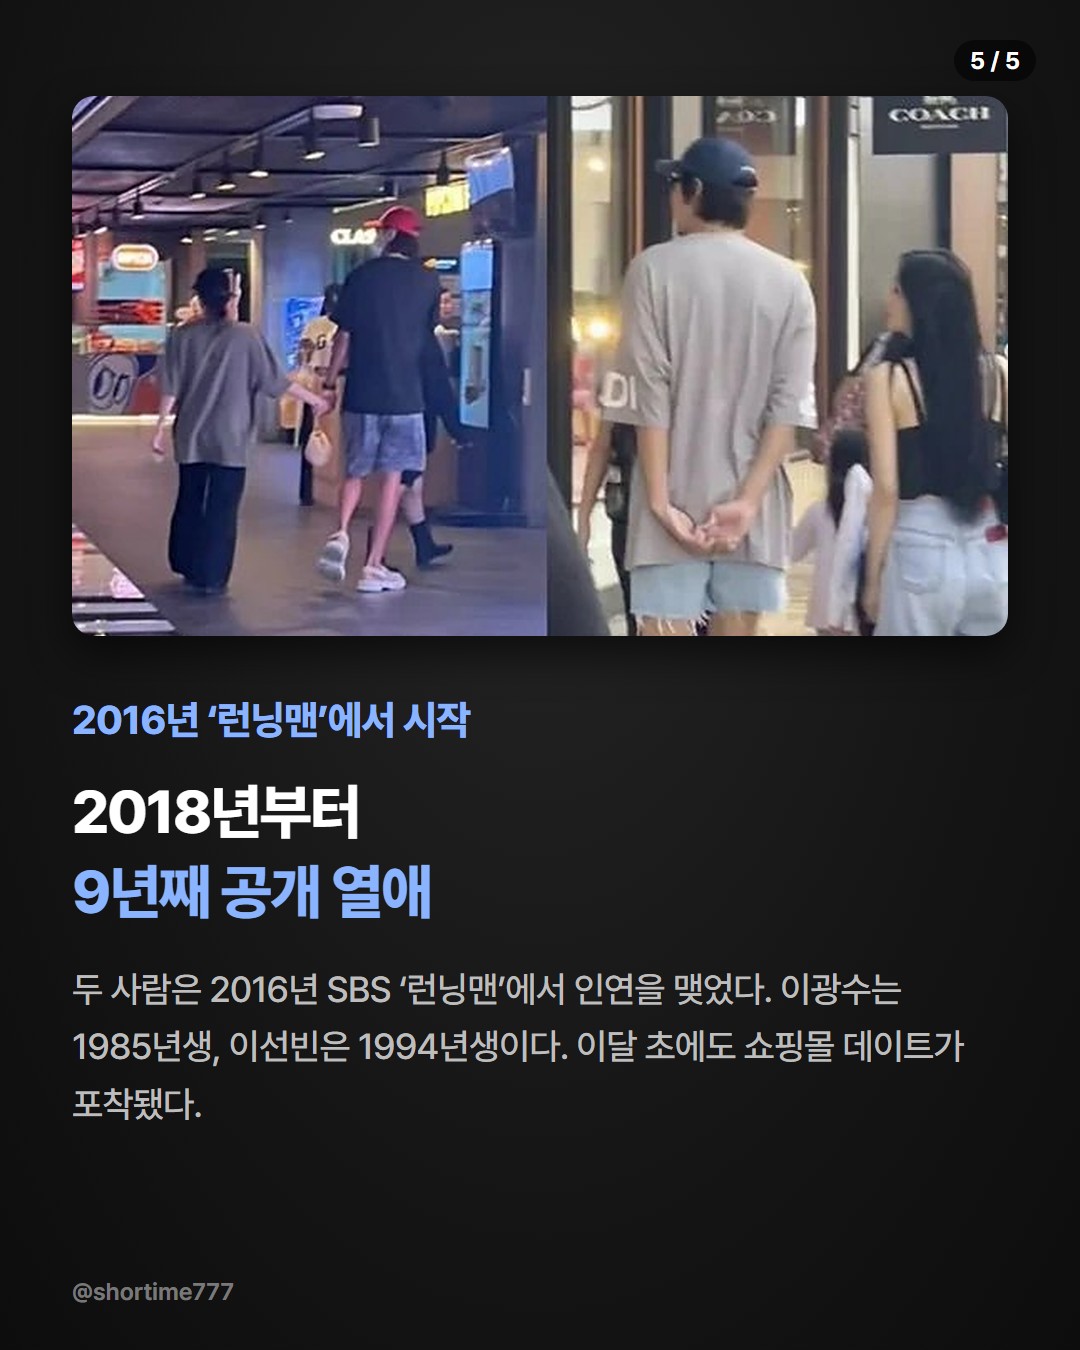 5 / 5
COACH
CLAS
OPEN
DI
2016년 ‘런닝맨’에서 시작
2018년부터
9년째 공개 열애
두 사람은 2016년 SBS ‘런닝맨’에서 인연을 맺었다. 이광수는
1985년생, 이선빈은 1994년생이다. 이달 초에도 쇼핑몰 데이트가
포착됐다.
@shortime777